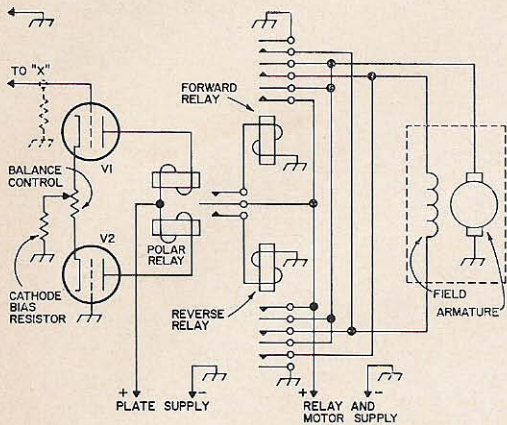 TO "X"
V1
BALANCE
CONTROL
V2
CATHODE
BIAS
RESISTOR
POLAR
RELAY
FORWARD
RELAY
REVERSE
RELAY
FIELD
ARMATURE
+ -
PLATE SUPPLY
+ -
RELAY AND
MOTOR SUPPLY